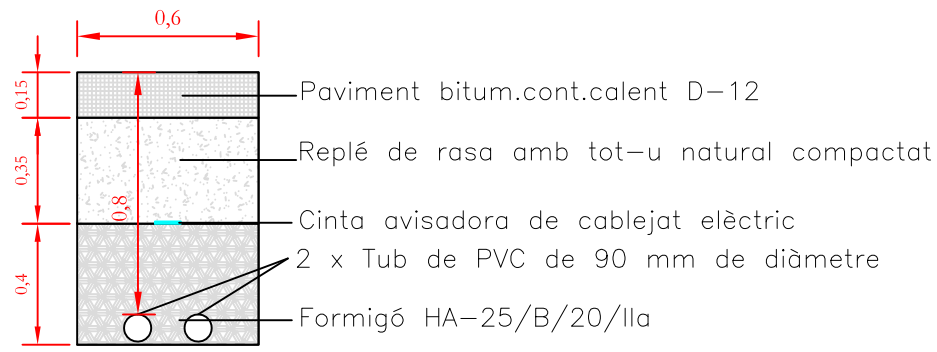 0,6
0,15
Paviment bitum.cont.calent D-12
0,35
Replé de rasa amb tot-u natural compactat
0,8
Cinta avisadora de cablejat elèctric
2 x Tub de PVC de 90 mm de diàmetre
0,4
Formigó HA-25/B/20/IIa